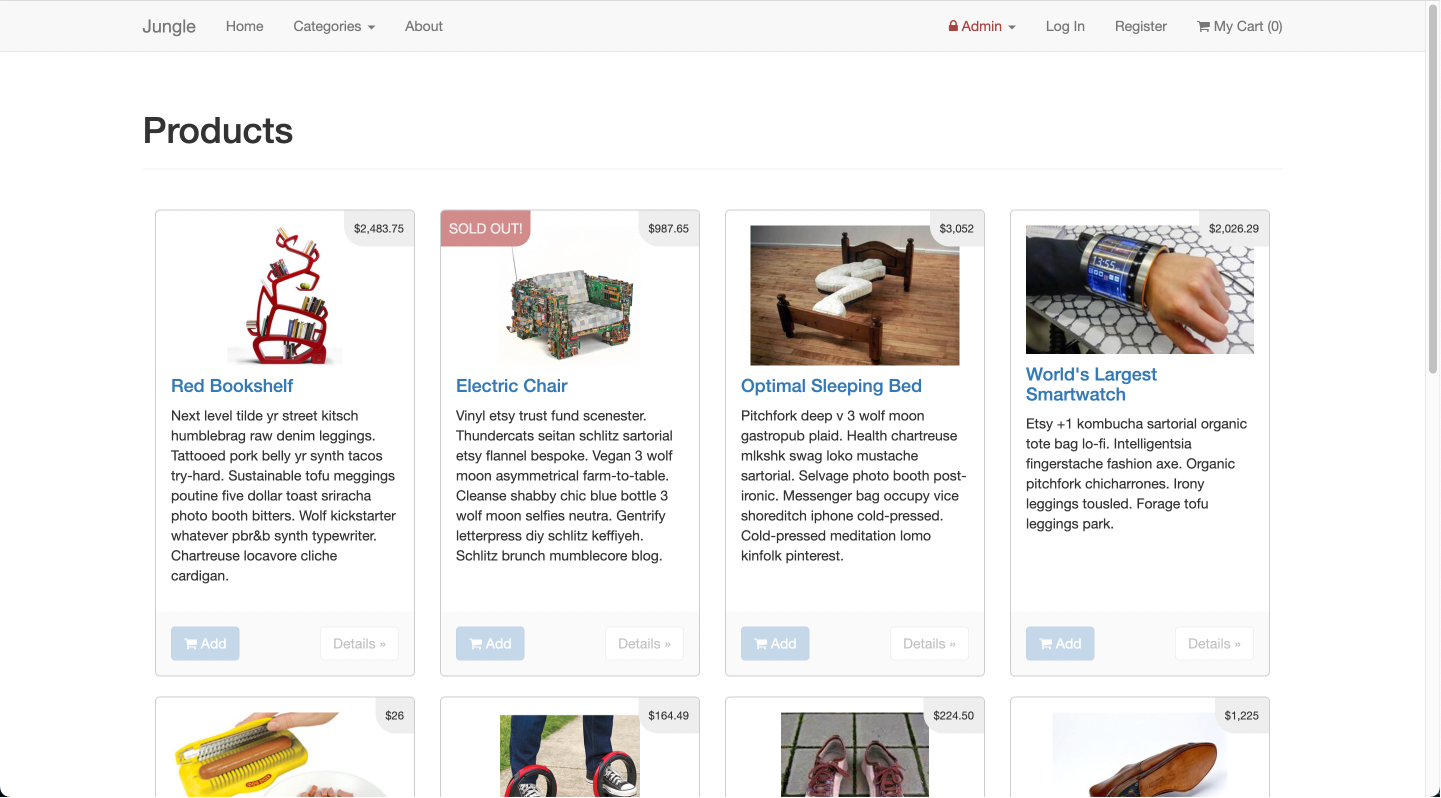 Jungle Home Categories About Admin Log In Register My Cart (0)
Products
$2,483.75
Red Bookshelf
Next level tilde yr street kitsch
humblebrag raw denim leggings.
Tattooed pork belly yr synth tacos
try-hard. Sustainable tofu meggings
poutine five dollar toast sriracha
photo booth bitters. Wolf kickstarter
whatever pbr&b synth typewriter.
Chartreuse locavore cliche
cardigan.
Add Details »
SOLD OUT! $987.65
Electric Chair
Vinyl etsy trust fund scenester.
Thundercats seitan schlitz sartorial
etsy flannel bespoke. Vegan 3 wolf
moon asymmetrical farm-to-table.
Cleanse shabby chic blue bottle 3
wolf moon selfies neutra. Gentrify
letterpress diy schlitz keffiyeh.
Schlitz brunch mumblecore blog.
Add Details »
$3,052
Optimal Sleeping Bed
Pitchfork deep v 3 wolf moon
gastropub plaid. Health chartreuse
mlkshk swag loko mustache
sartorial. Selvage photo booth post-
ironic. Messenger bag occupy vice
shoreditch iphone cold-pressed.
Cold-pressed meditation lomo
kinfolk pinterest.
Add Details »
$2,026.29
13:55
World's Largest
Smartwatch
Etsy +1 kombucha sartorial organic
tote bag lo-fi. Intelligentsia
fingerstache fashion axe. Organic
pitchfork chicharrones. Irony
leggings tousled. Forage tofu
leggings park.
Add Details »
$26
$164.49
$224.50
$1,225